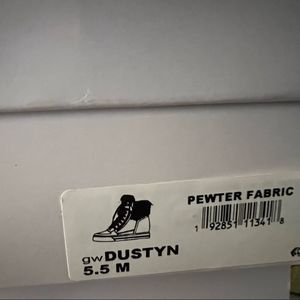 PEWTER FABRIC
1 92851 11341 8
gwDUSTYN
5.5 M